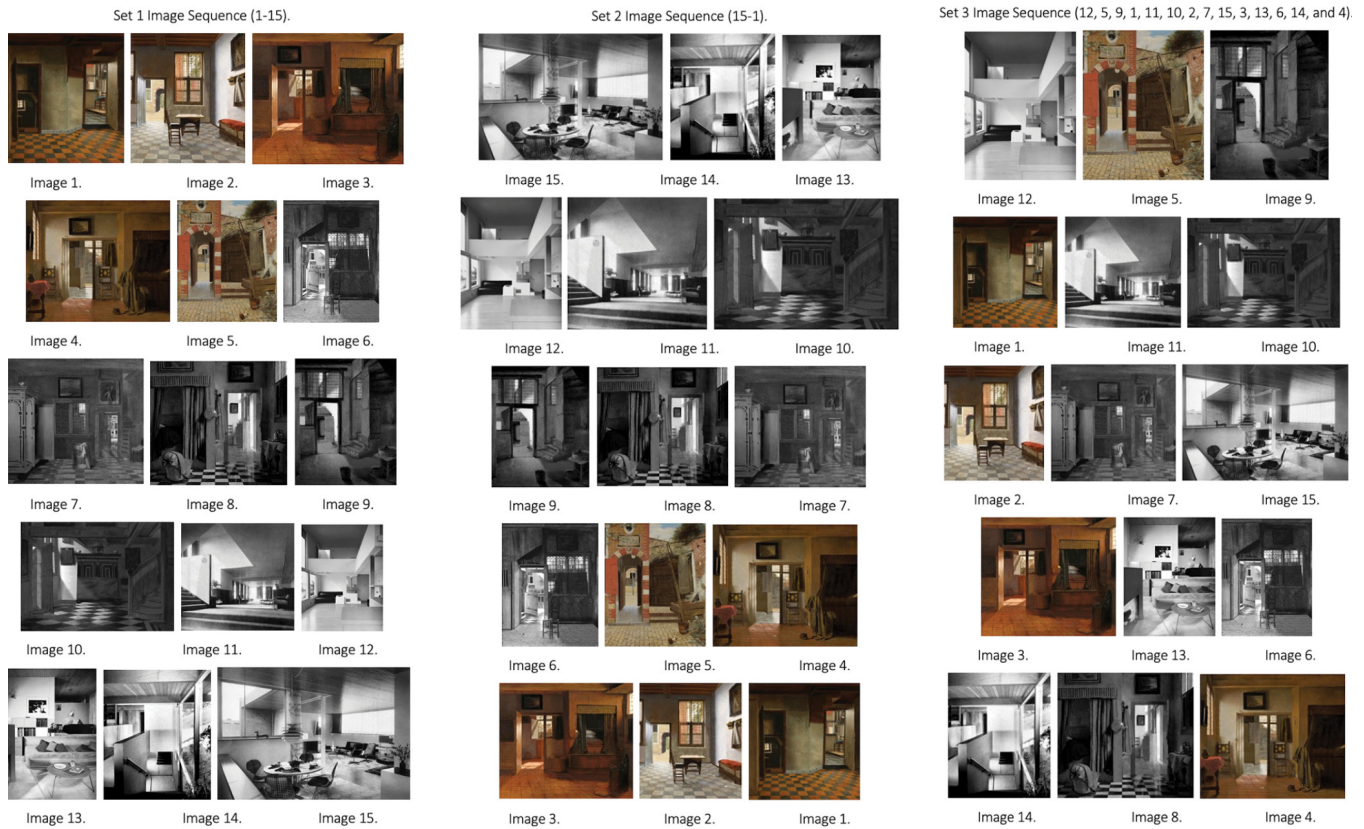 Set 1 Image Sequence (1-15).
Image 1. Image 2. Image 3.
Image 4. Image 5. Image 6.
Image 7. Image 8. Image 9.
Image 10. Image 11. Image 12.
Image 13. Image 14. Image 15.
Set 2 Image Sequence (15-1).
Image 15. Image 14. Image 13.
Image 12. Image 11. Image 10.
Image 9. Image 8. Image 7.
Image 6. Image 5. Image 4.
Image 3. Image 2. Image 1.
Set 3 Image Sequence (12, 5, 9, 1, 11, 10, 2, 7, 15, 3, 13, 6, 14, and 4).
Image 12. Image 5. Image 9.
Image 1. Image 11. Image 10.
Image 2. Image 7. Image 15.
Image 3. Image 13. Image 6.
Image 14. Image 8. Image 4.